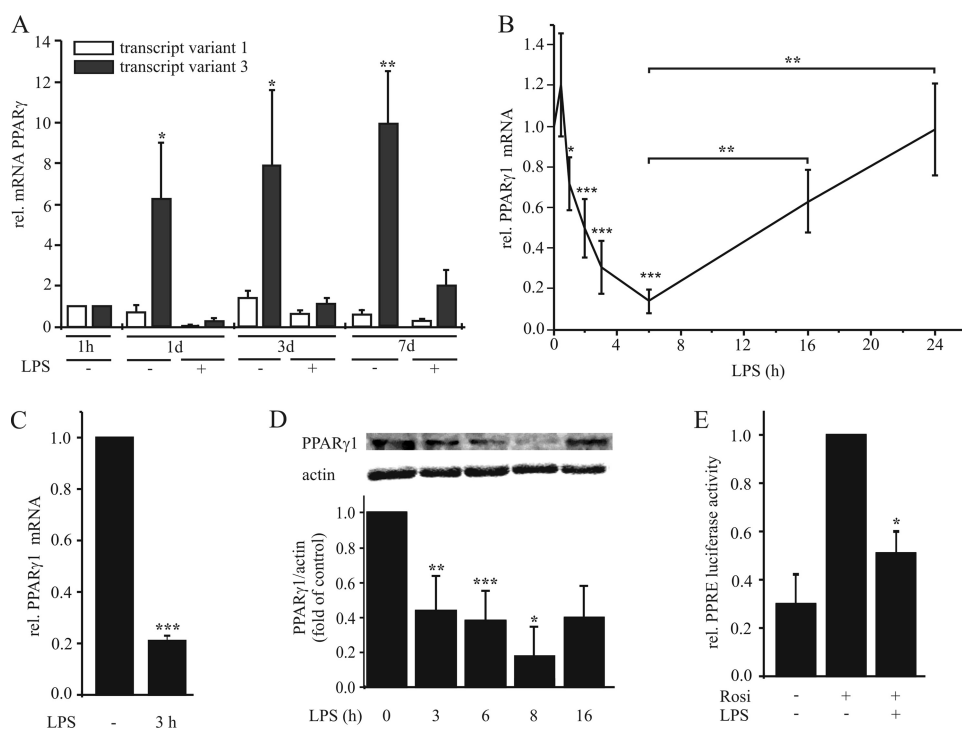 A
rel. mRNA PPARγ
14
12
10
8
6
4
2
0
transcript variant 1
transcript variant 3
*
*
**
1h
1d
3d
7d
LPS - - + - + - +
B
rel. PPARγ1 mRNA
1.4
1.2
1.0
0.8
0.6
0.4
0.2
0.0
*
***
***
***
**
**
0 4 8 12 16 20 24
LPS (h)
C
rel. PPARγ1 mRNA
1.0
0.8
0.6
0.4
0.2
0.0
***
LPS - 3 h
D
PPARγ1
actin
PPARγ1/actin
(fold of control)
1.0
0.8
0.6
0.4
0.2
0.0
**
***
*
LPS (h) 0 3 6 8 16
E
rel. PPRE luciferase activity
1.0
0.8
0.6
0.4
0.2
0.0
*
Rosi - + +
LPS - - +